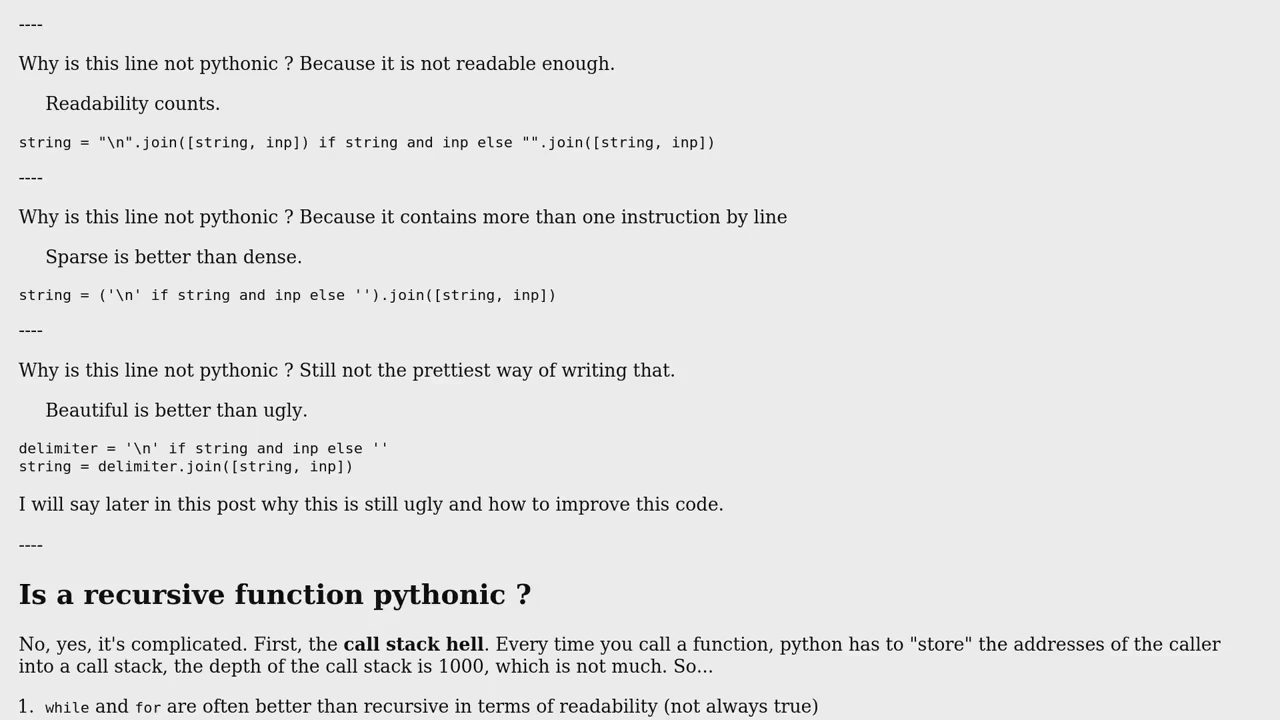 ----
Why is this line not pythonic ? Because it is not readable enough.
Readability counts.
string = "\n".join([string, inp]) if string and inp else "".join([string, inp])
----
Why is this line not pythonic ? Because it contains more than one instruction by line
Sparse is better than dense.
string = ('\n' if string and inp else '').join([string, inp])
----
Why is this line not pythonic ? Still not the prettiest way of writing that.
Beautiful is better than ugly.
delimiter = '\n' if string and inp else ''
string = delimiter.join([string, inp])
I will say later in this post why this is still ugly and how to improve this code.
----
Is a recursive function pythonic ?
No, yes, it's complicated. First, the call stack hell. Every time you call a function, python has to "store" the addresses of the caller
into a call stack, the depth of the call stack is 1000, which is not much. So...
1. while and for are often better than recursive in terms of readability (not always true)